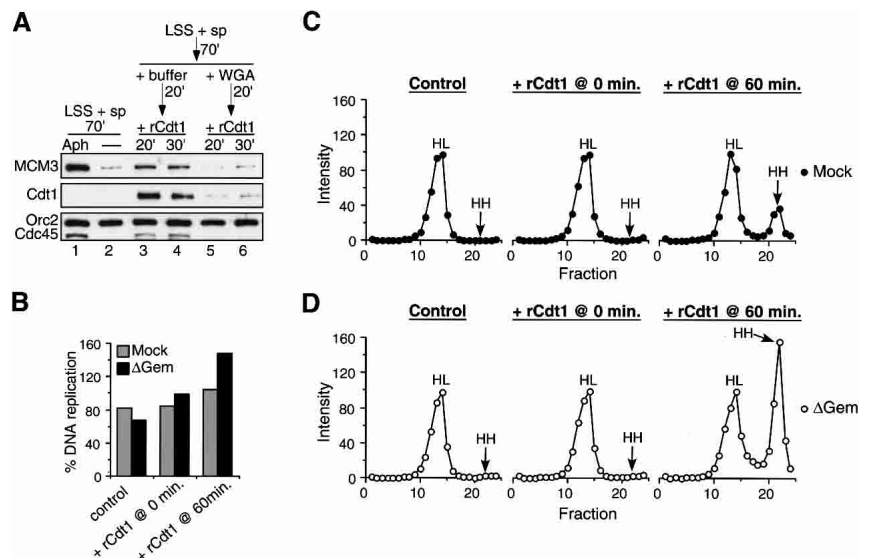 A
LSS + sp
70'
+ buffer + WGA
20' 20'
LSS + sp
70'
+ rCdt1 + rCdt1
Aph — 20' 30' 20' 30'
MCM3
Cdt1
Orc2
Cdc45
1 2 3 4 5 6
B
Mock
ΔGem
% DNA replication
160
120
80
40
0
control
+ rCdt1 @ 0 min.
+ rCdt1 @ 60min.
C
Control + rCdt1 @ 0 min. + rCdt1 @ 60 min.
Intensity
160
120
80
40
0
HL HL HL
HH HH HH
Mock
0 10 20 0 10 20 0 10 20
Fraction
D
Control + rCdt1 @ 0 min. + rCdt1 @ 60 min.
Intensity
160
120
80
40
0
HL HL HL
HH HH HH
ΔGem
0 10 20 0 10 20 0 10 20
Fraction